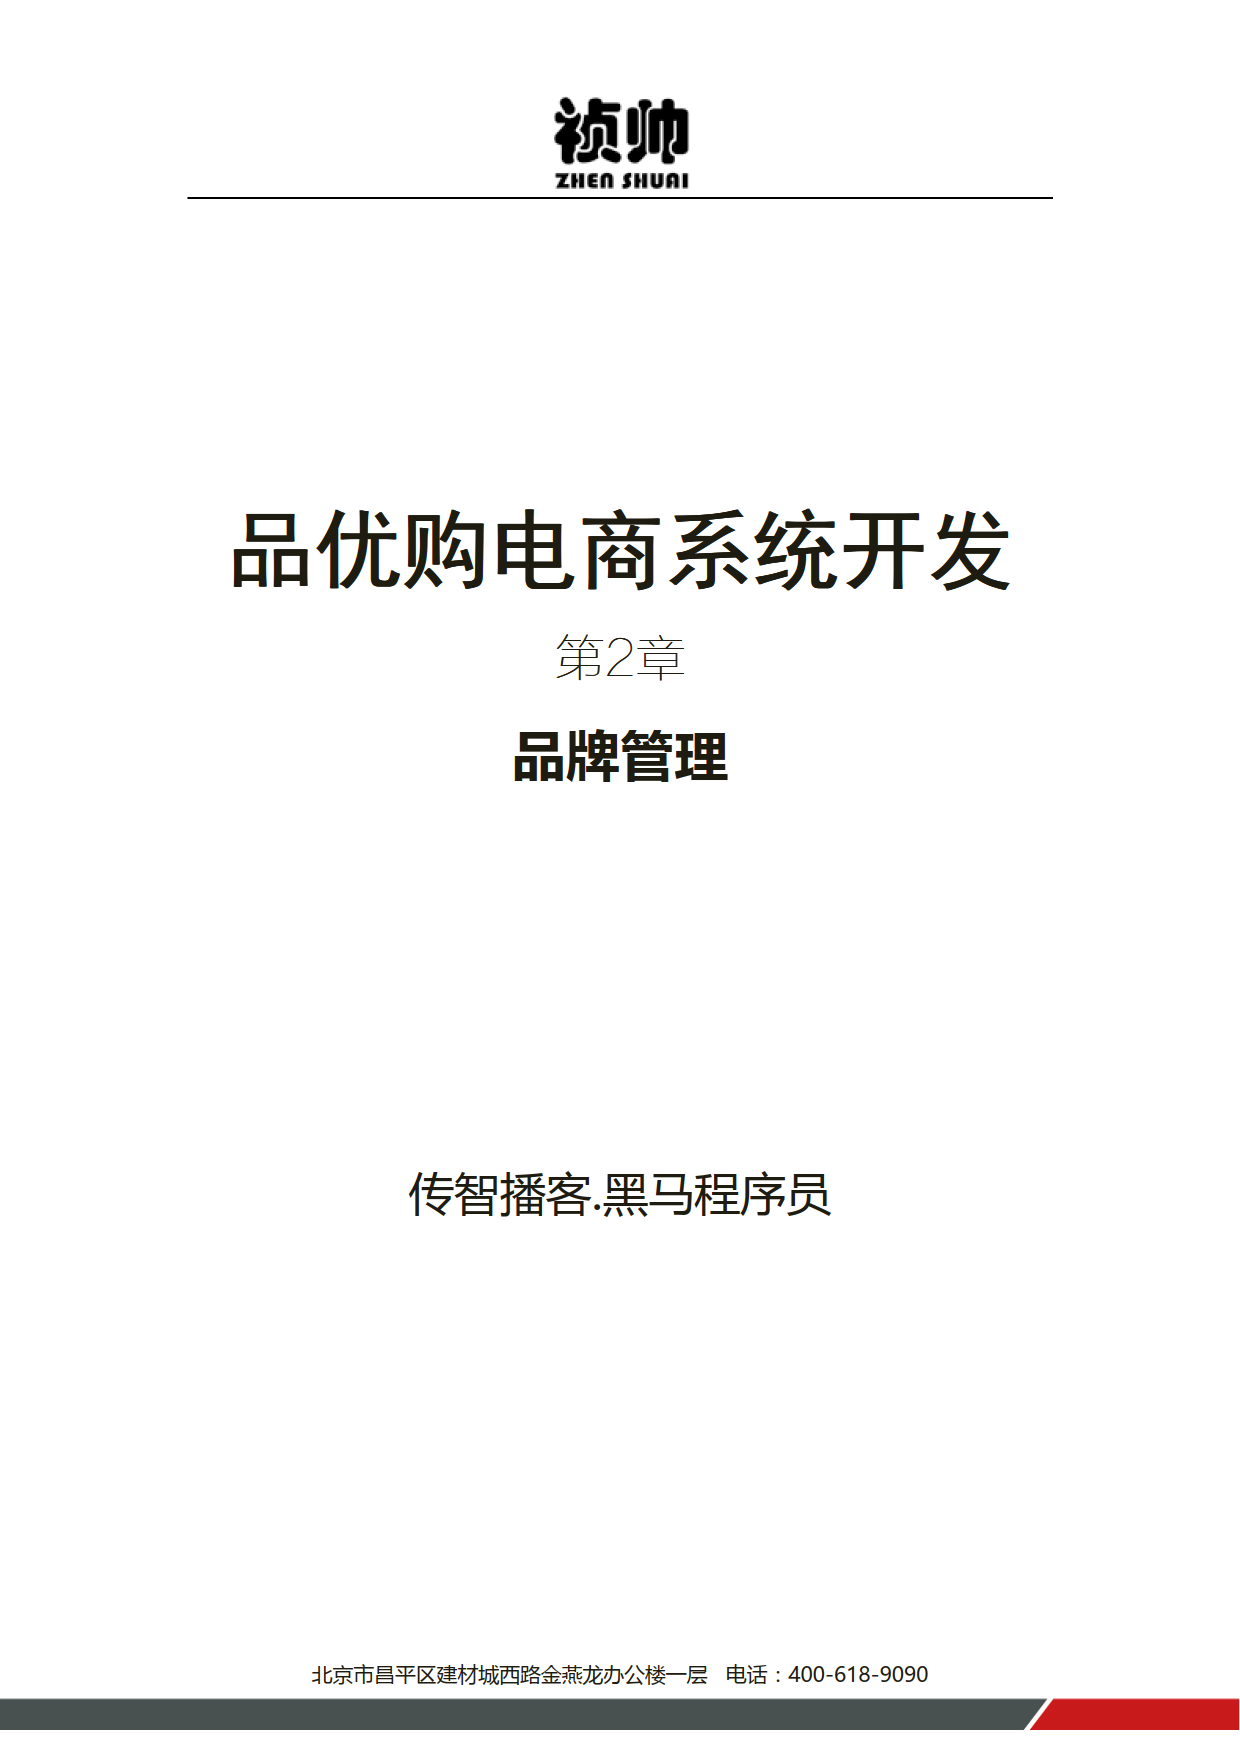 祯帅
ZHEN SHUAI
品优购电商系统开发
第2章
品牌管理
传智播客.黑马程序员
北京市昌平区建材城西路金燕龙办公楼一层 电话：400-618-9090